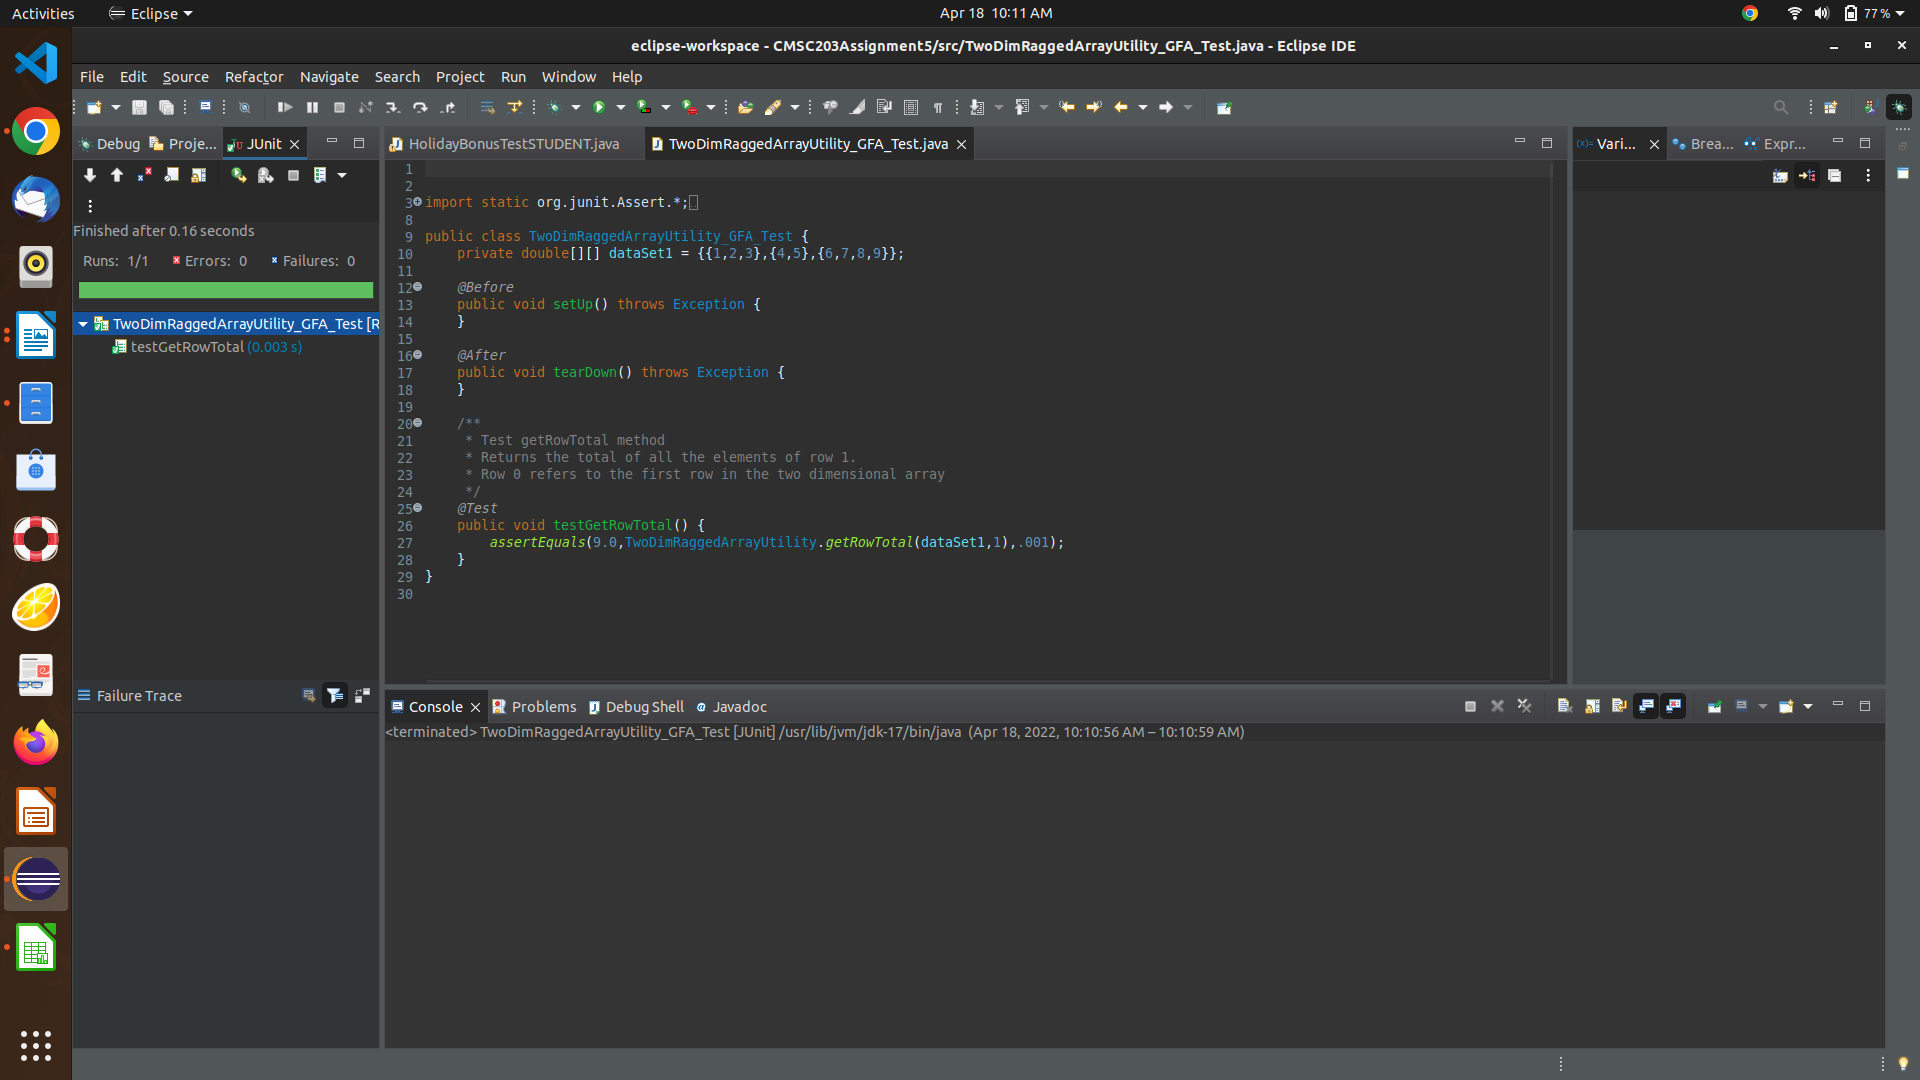 Activities Eclipse Apr 18 10:11 AM 77 %
eclipse-workspace - CMSC203Assignment5/src/TwoDimRaggedArrayUtility_GFA_Test.java - Eclipse IDE
File Edit Source Refactor Navigate Search Project Run Window Help
Debug Proje... JUnit HolidayBonusTestSTUDENT.java TwoDimRaggedArrayUtility_GFA_Test.java Vari... Brea... Expr...
Finished after 0.16 seconds
Runs: 1/1 Errors: 0 Failures: 0
TwoDimRaggedArrayUtility_GFA_Test [R
testGetRowTotal (0.003 s)
Failure Trace
1
2
3 import static org.junit.Assert.*;
8
9 public class TwoDimRaggedArrayUtility_GFA_Test {
10 private double[][] dataSet1 = {{1,2,3},{4,5},{6,7,8,9}};
11
12 @Before
13 public void setUp() throws Exception {
14 }
15
16 @After
17 public void tearDown() throws Exception {
18 }
19
20 /**
21 * Test getRowTotal method
22 * Returns the total of all the elements of row 1.
23 * Row 0 refers to the first row in the two dimensional array
24 */
25 @Test
26 public void testGetRowTotal() {
27 assertEquals(9.0,TwoDimRaggedArrayUtility.getRowTotal(dataSet1,1),.001);
28 }
29 }
30
Console Problems Debug Shell Javadoc
<terminated> TwoDimRaggedArrayUtility_GFA_Test [JUnit] /usr/lib/jvm/jdk-17/bin/java (Apr 18, 2022, 10:10:56 AM – 10:10:59 AM)